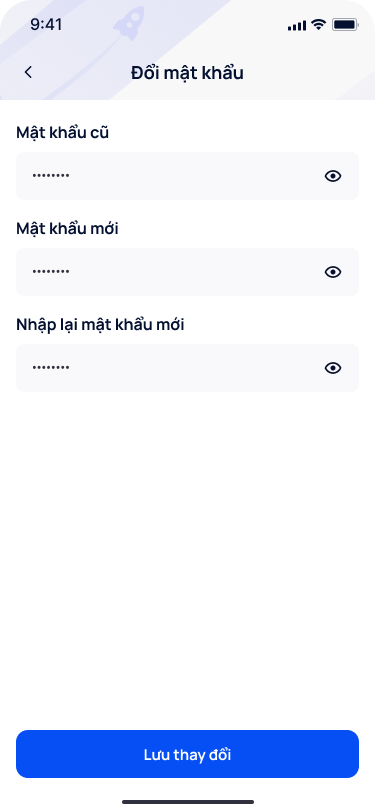 9:41
Đổi mật khẩu
Mật khẩu cũ
••••••••
Mật khẩu mới
••••••••
Nhập lại mật khẩu mới
••••••••
Lưu thay đổi